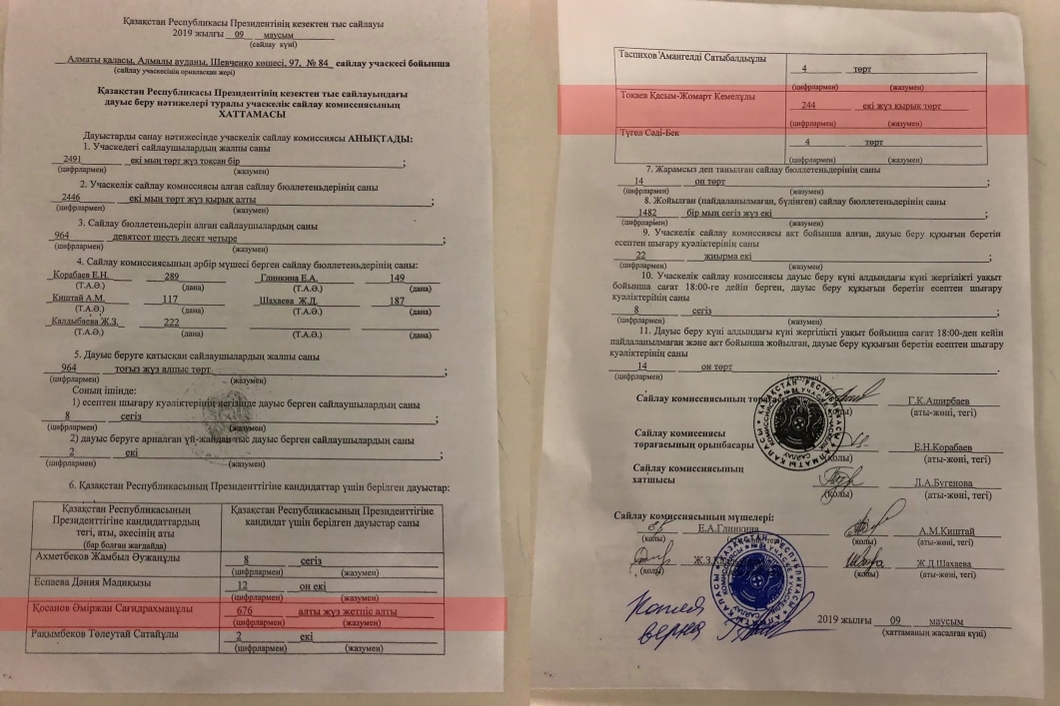 Қазақстан Республикасы Президентінің кезектен тыс сайлауы
2019 жылғы 09 маусым
(сайлау күні)
Алматы қаласы, Алмалы ауданы, Шевченко көшесі, 97, № 84 сайлау учаскесі бойынша
(сайлау учаскесінің орналасқан жері)
Қазақстан Республикасы Президентінің кезектен тыс сайлауындағы
дауыс беру нәтижелері туралы учаскелік сайлау комиссиясының
ХАТТАМАСЫ
Дауыстарды санау нәтижесінде учаскелік сайлау комиссиясы АНЫҚТАДЫ:
1. Учаскедегі сайлаушылардың жалпы саны
2491 екі мың төрт жүз тоқсан бір ;
(цифрлармен) (жазумен)
2. Учаскелік сайлау комиссиясы алған сайлау бюллетеньдерінің саны
2446 екі мың төрт жүз қырық алты ;
(цифрлармен) (жазумен)
3. Сайлау бюллетеньдерін алған сайлаушылардың саны
964 девятсот шесть десят четыре ;
(цифрлармен) (жазумен)
4. Сайлау комиссиясының әрбір мүшесі берген сайлау бюллетеньдерінің саны:
Корабаев Е.Н. 289 Глинкина Е.А. 149
(Т.А.Ә.) (дана) (Т.А.Ә.) (дана)
Киштай А.М. 117 Шахаева Ж.Д. 187
(Т.А.Ә.) (дана) (Т.А.Ә.) (дана)
Калдыбаева Ж.З. 222
(Т.А.Ә.) (дана) (Т.А.Ә.) (дана)
5. Дауыс беруге қатысқан сайлаушылардың жалпы саны
964 тоғыз жүз алпыс төрт ;
(цифрлармен) (жазумен)
Соның ішінде:
1) есептен шығару куәліктерінің негізінде дауыс берген сайлаушылардың саны
8 сегіз ;
(цифрлармен) (жазумен)
2) дауыс беруге арналған үй-жайдан тыс дауыс берген сайлаушылардың саны
2 екі ;
(цифрлармен) (жазумен)
6. Қазақстан Республикасының Президенттігіне кандидаттар үшін берілген дауыстар:
Қазақстан Республикасының
Президенттігіне кандидаттардың
тегі, аты, әкесінің аты
(бар болған жағдайда)
Қазақстан Республикасының Президенттігіне
кандидат үшін берілген дауыстар саны
Ахметбеков Жамбыл Әужанұлы 8 сегіз
(цифрлармен) (жазумен)
Еспаева Дания Мәдиқызы 12 он екі
(цифрлармен) (жазумен)
Қосанов Әміржан Сағидрахманұлы 676 алты жүз жетпіс алты
(цифрлармен) (жазумен)
Рақымбеков Төлеутай Сатайұлы 2 екі
(цифрлармен) (жазумен)
Таспихов Амангелді Сатыбалдыұлы
4 төрт
(цифрлармен) (жазумен)
Тоқаев Қасым-Жомарт Кемелұлы
244 екі жүз қырық төрт
(цифрлармен) (жазумен)
Түгел Сәді-Бек
4 төрт
(цифрлармен) (жазумен)
7. Жарамсыз деп танылған сайлау бюллетеньдерінің саны
14 он төрт ;
(цифрлармен) (жазумен)
8. Жойылған (пайдаланылмаған, бүлінген) сайлау бюллетеньдерінің саны
1482 бір мың сегіз жүз екі ;
(цифрлармен) (жазумен)
9. Учаскелік сайлау комиссиясы акт бойынша алған, дауыс беру құқығын беретін
есептен шығару куәліктерінің саны
22 жиырма екі ;
(цифрлармен) (жазумен)
10. Учаскелік сайлау комиссиясы дауыс беру күні алдындағы күні жергілікті уақыт
бойынша сағат 18:00-ге дейін берген, дауыс беру құқығын беретін есептен шығару
куәліктерінің саны
8 сегіз ;
(цифрлармен) (жазумен)
11. Дауыс беру күні алдындағы күні жергілікті уақыт бойынша сағат 18:00-ден кейін
пайдаланылмаған және акт бойынша жойылған, дауыс беру құқығын беретін есептен шығару
куәліктерінің саны
14 он төрт .
(цифрлармен) (жазумен)
Сайлау комиссиясының Г.К.Аширбаев
(аты-жөні, тегі)
Сайлау комиссиясы
төрағасының орынбасары Е.Н.Корабаев
(қолы) (аты-жөні, тегі)
Сайлау комиссиясының
хатшысы Л.А.Бугенова
(қолы) (аты-жөні, тегі)
Сайлау комиссиясының мүшелері:
Е.А.Глинкина А.М.Киштай
(қолы) (қолы) (аты-жөні, тегі)
Ж.З. Ж.Д.Шахаева
(қолы) (қолы) (аты-жөні, тегі)
Копия
верна
2019 жылғы 09 маусым
(хаттаманың жасалған күні)